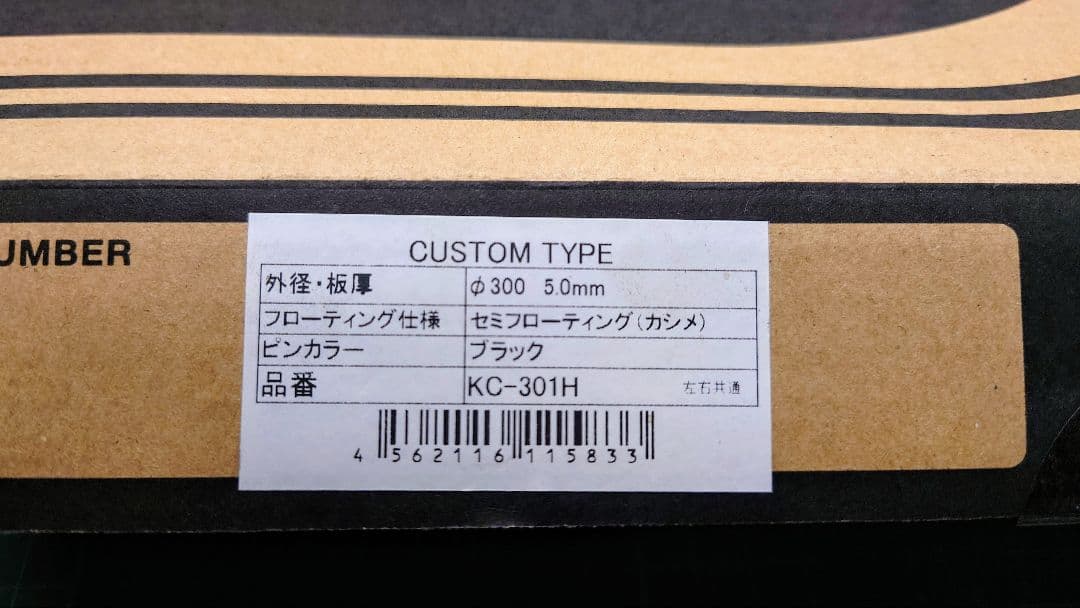 UMBER
CUSTOM TYPE
外径・板厚 φ300 5.0mm
フローティング仕様 セミフローティング(カシメ)
ピンカラー ブラック
品番 KC-301H 左右共通
4 562116 115833